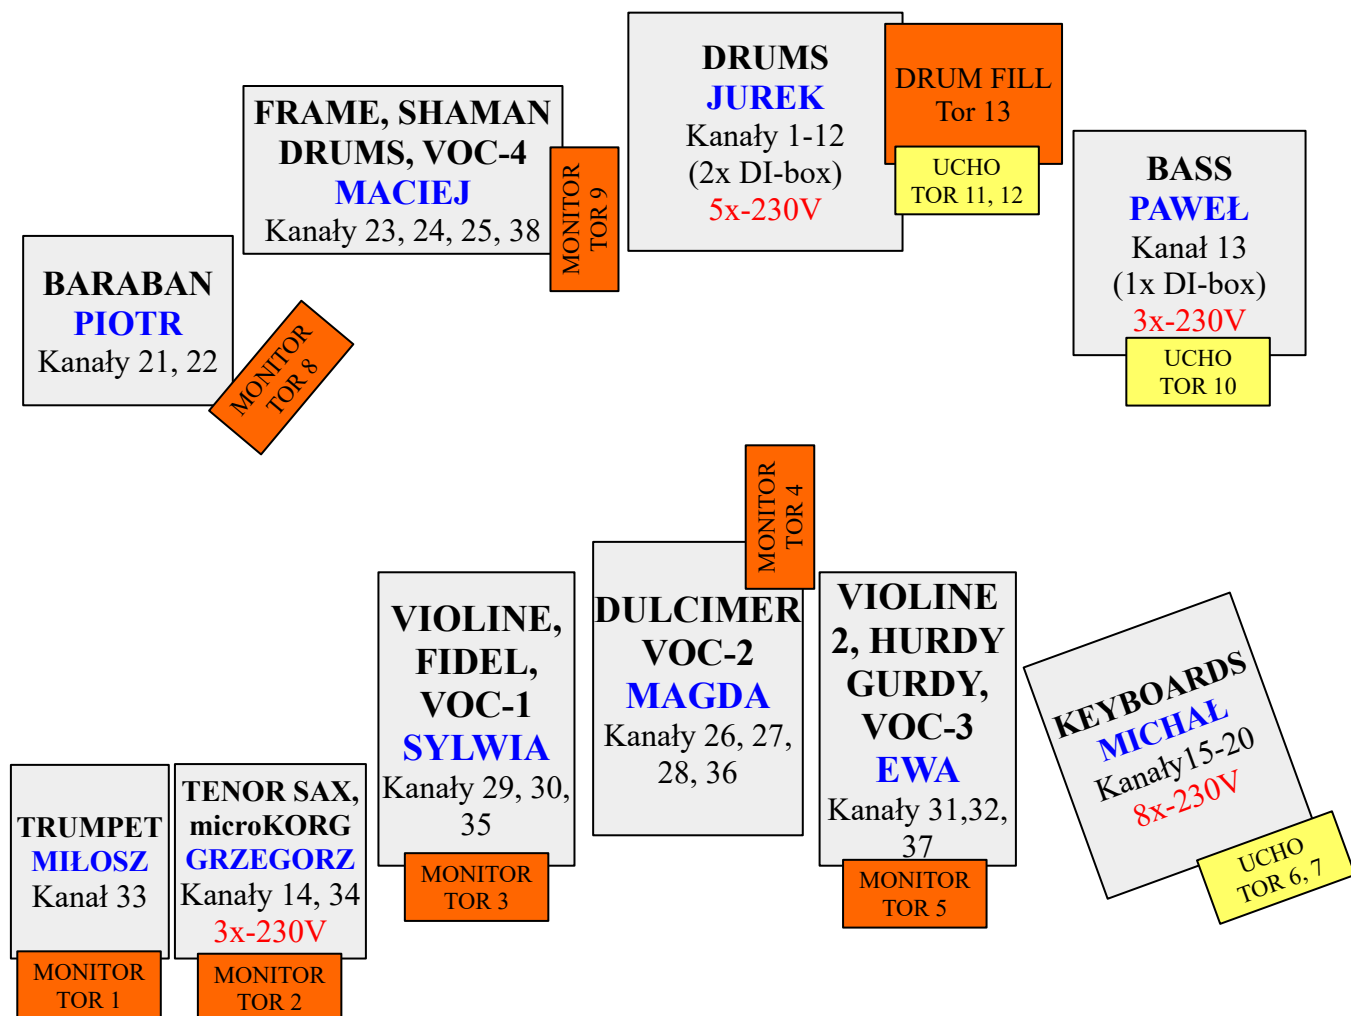 DRUMS
JUREK
Kanały 1-12
(2x DI-box)
5x-230V
DRUM FILL
Tor 13
UCHO
TOR 11, 12
FRAME, SHAMAN
DRUMS, VOC-4
MACIEJ
Kanały 23, 24, 25, 38
MONITOR
TOR 9
BASS
PAWEŁ
Kanał 13
(1x DI-box)
3x-230V
UCHO
TOR 10
BARABAN
PIOTR
Kanały 21, 22
MONITOR
TOR 8
MONITOR
TOR 4
VIOLINE,
FIDEL,
VOC-1
SYLWIA
Kanały 29, 30,
35
MONITOR
TOR 3
DULCIMER
VOC-2
MAGDA
Kanały 26, 27,
28, 36
VIOLINE
2, HURDY
GURDY,
VOC-3
EWA
Kanały 31,32,
37
MONITOR
TOR 5
KEYBOARDS
MICHAŁ
Kanały15-20
8x-230V
UCHO
TOR 6, 7
TRUMPET
MIŁOSZ
Kanał 33
MONITOR
TOR 1
TENOR SAX,
microKORG
GRZEGORZ
Kanały 14, 34
3x-230V
MONITOR
TOR 2